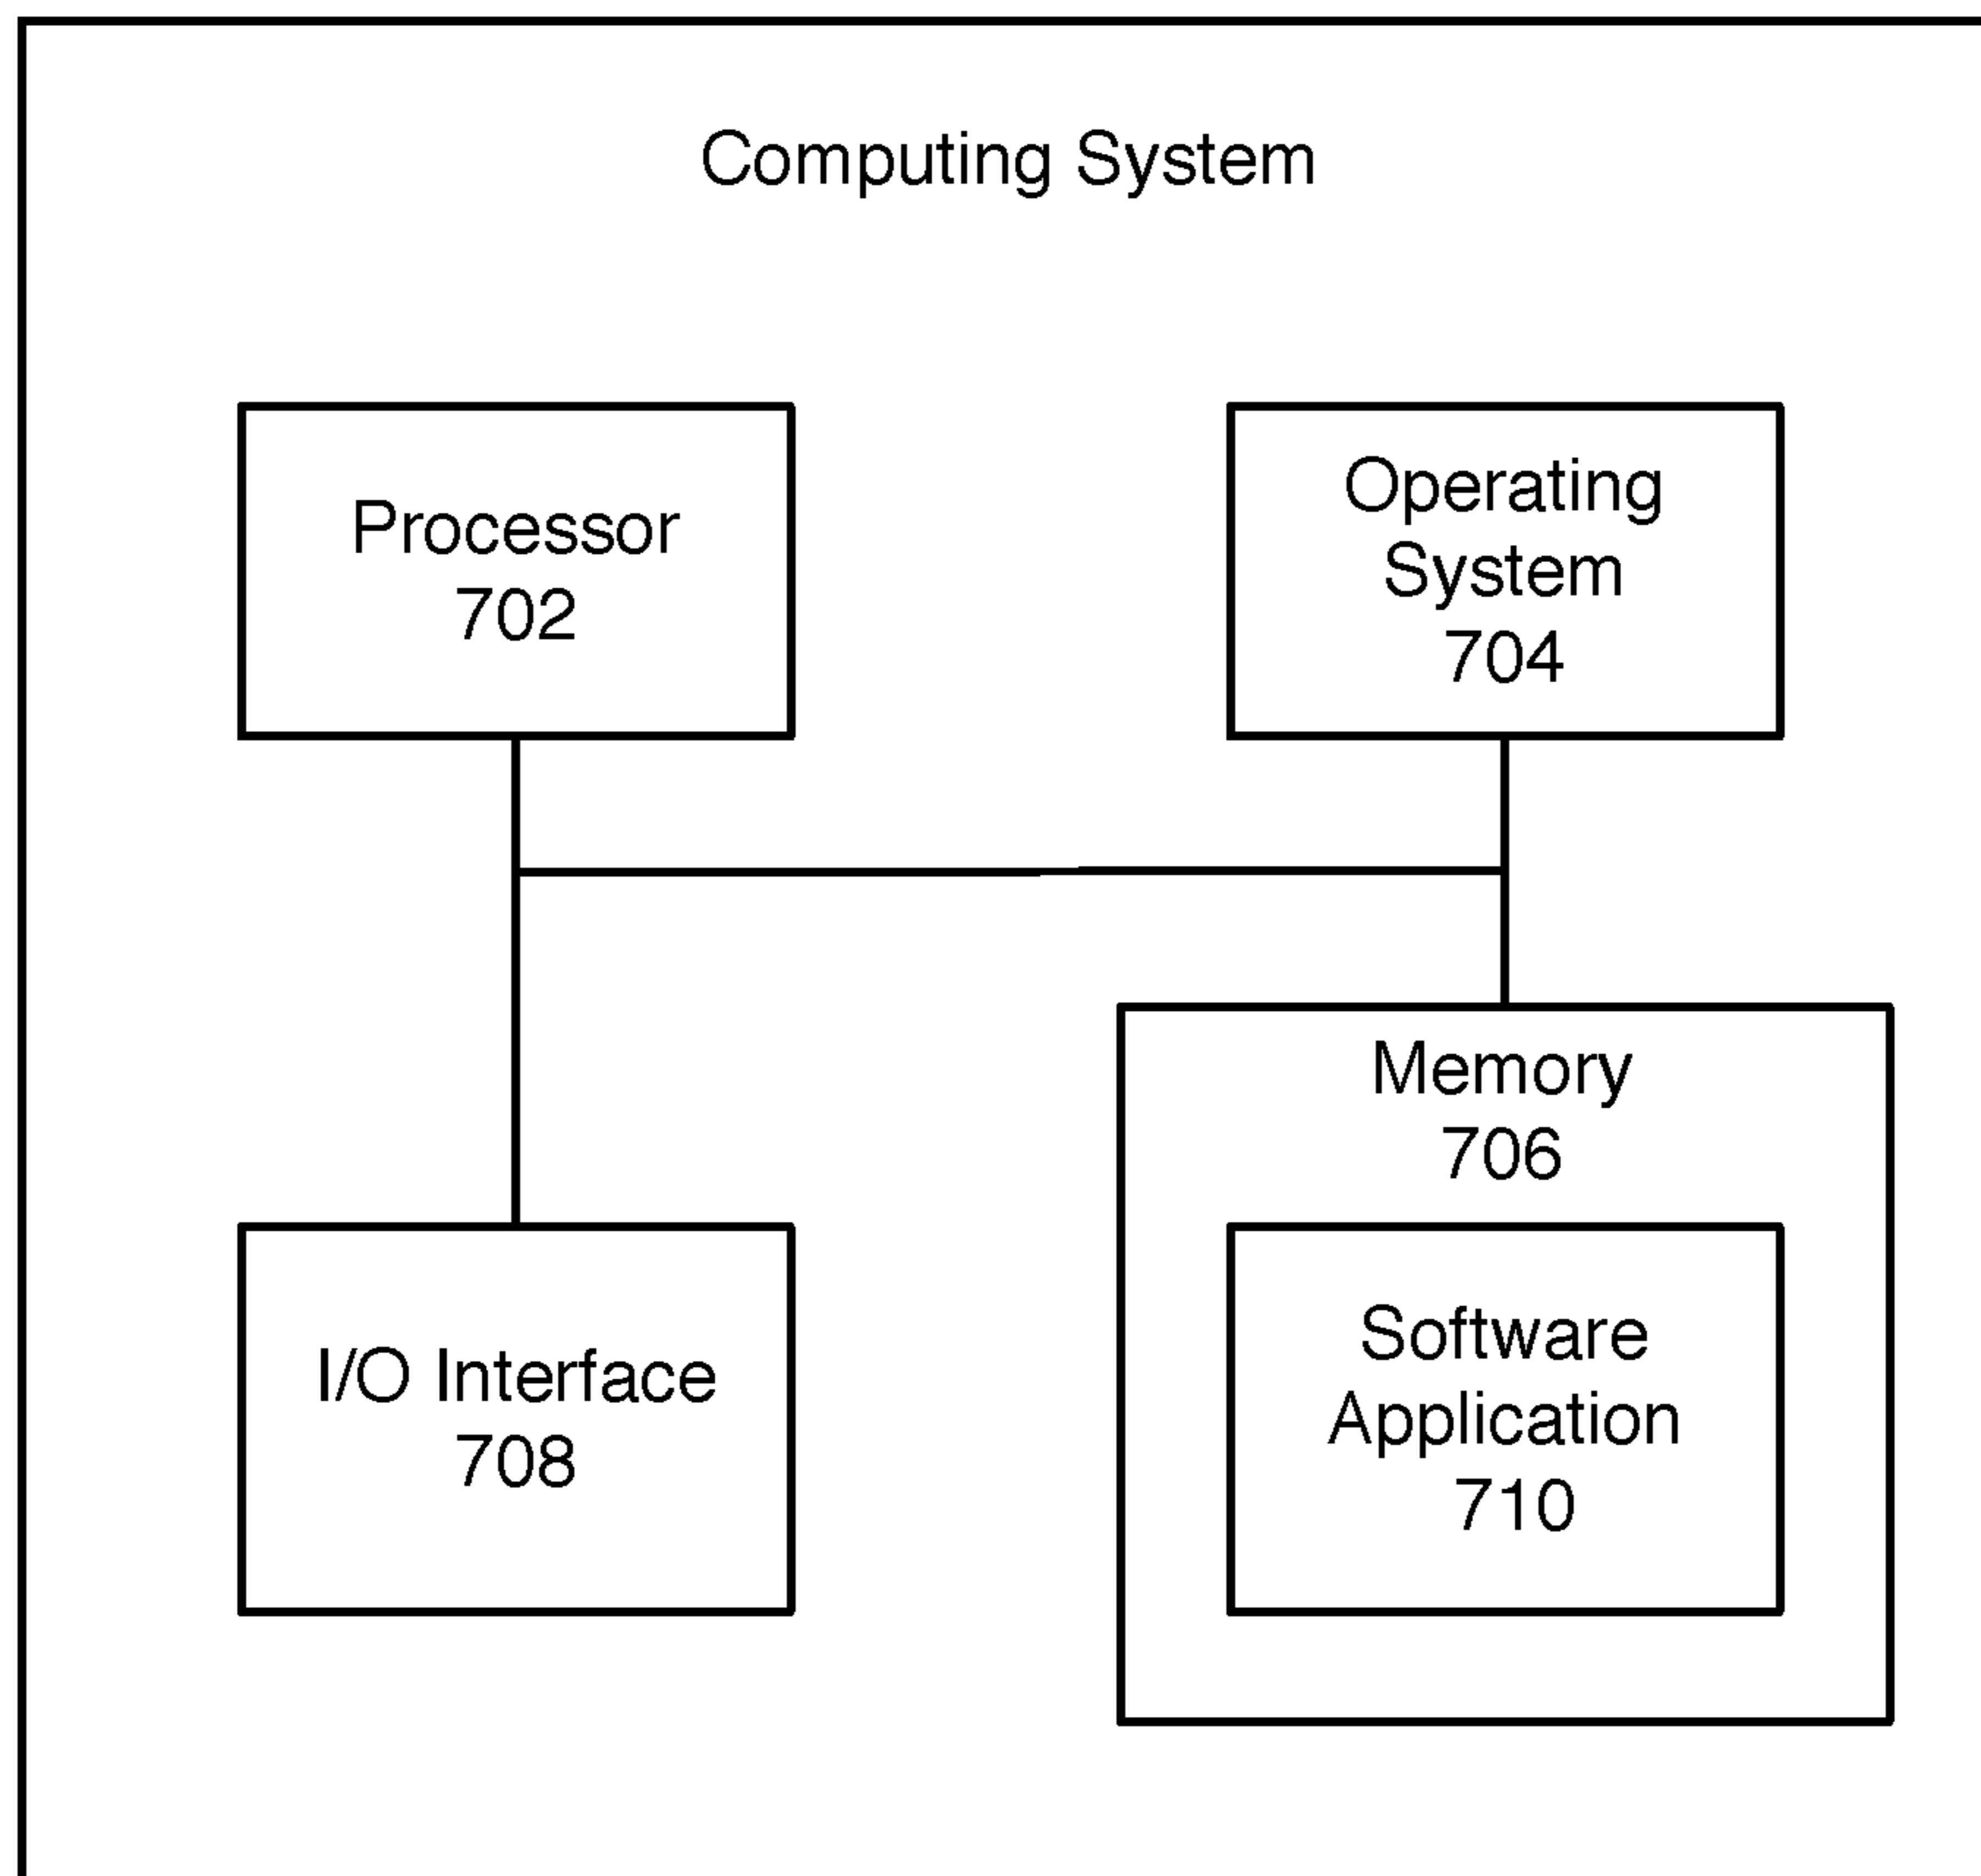 Computing System
Processor
702
Operating
System
704
Memory
706
I/O Interface
708
Software
Application
710